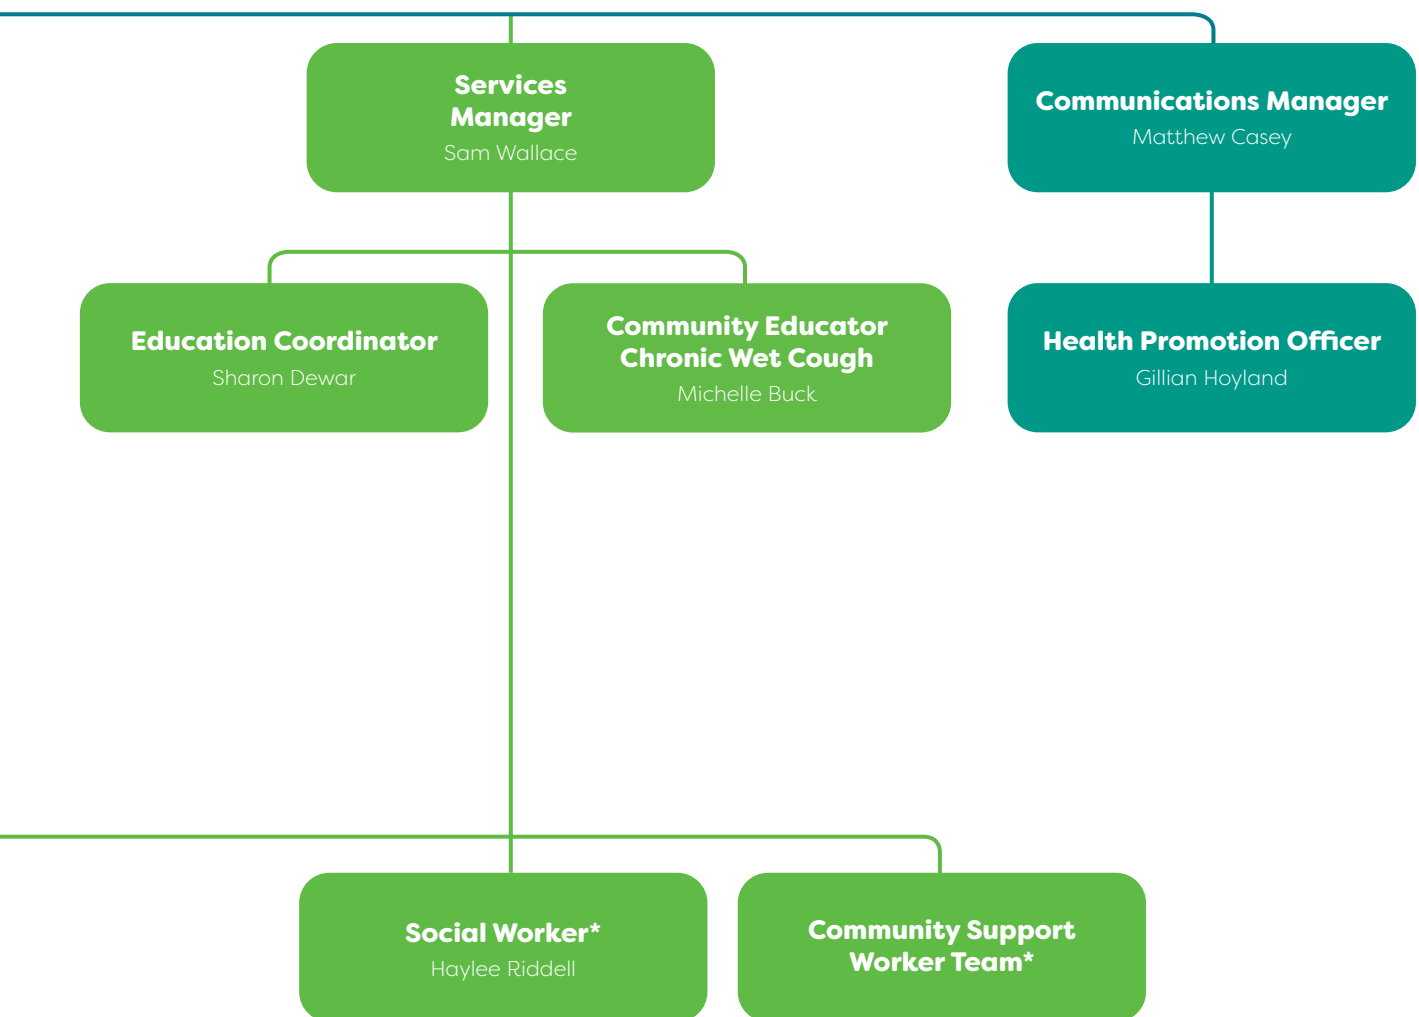 Services
Manager
Sam Wallace
Communications Manager
Matthew Casey
Education Coordinator
Sharon Dewar
Community Educator
Chronic Wet Cough
Michelle Buck
Health Promotion Officer
Gillian Hoyland
Social Worker*
Haylee Riddell
Community Support
Worker Team*